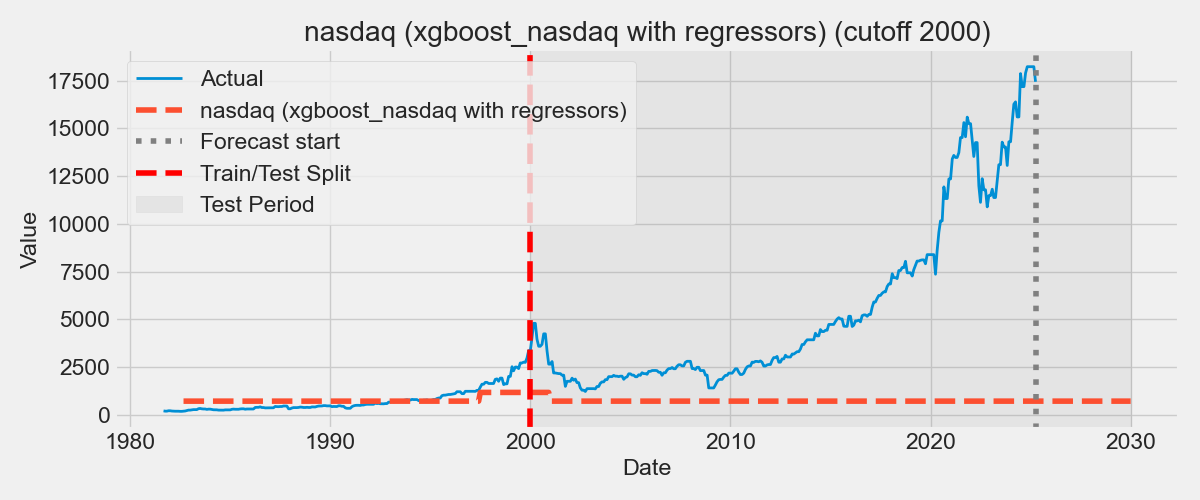 nasdaq (xgboost_nasdaq with regressors) (cutoff 2000)
Actual
nasdaq (xgboost_nasdaq with regressors)
Forecast start
Train/Test Split
Test Period
Value
17500
15000
12500
10000
7500
5000
2500
0
1980
1990
2000
2010
2020
2030
Date